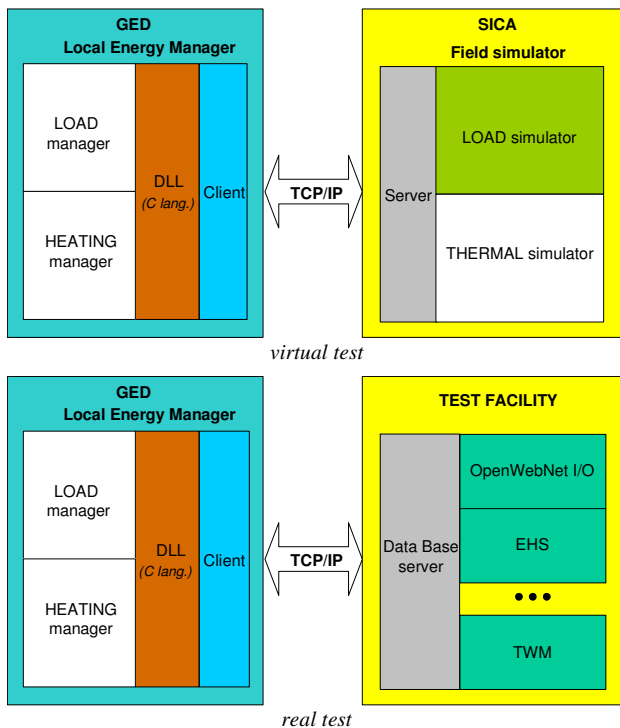 GED
Local Energy Manager
LOAD
manager
HEATING
manager
DLL
(C lang.)
Client
TCP/IP
SICA
Field simulator
Server
LOAD simulator
THERMAL simulator
virtual test
GED
Local Energy Manager
LOAD
manager
HEATING
manager
DLL
(C lang.)
Client
TCP/IP
TEST FACILITY
Data Base
server
OpenWebNet I/O
EHS
•••
TWM
real test